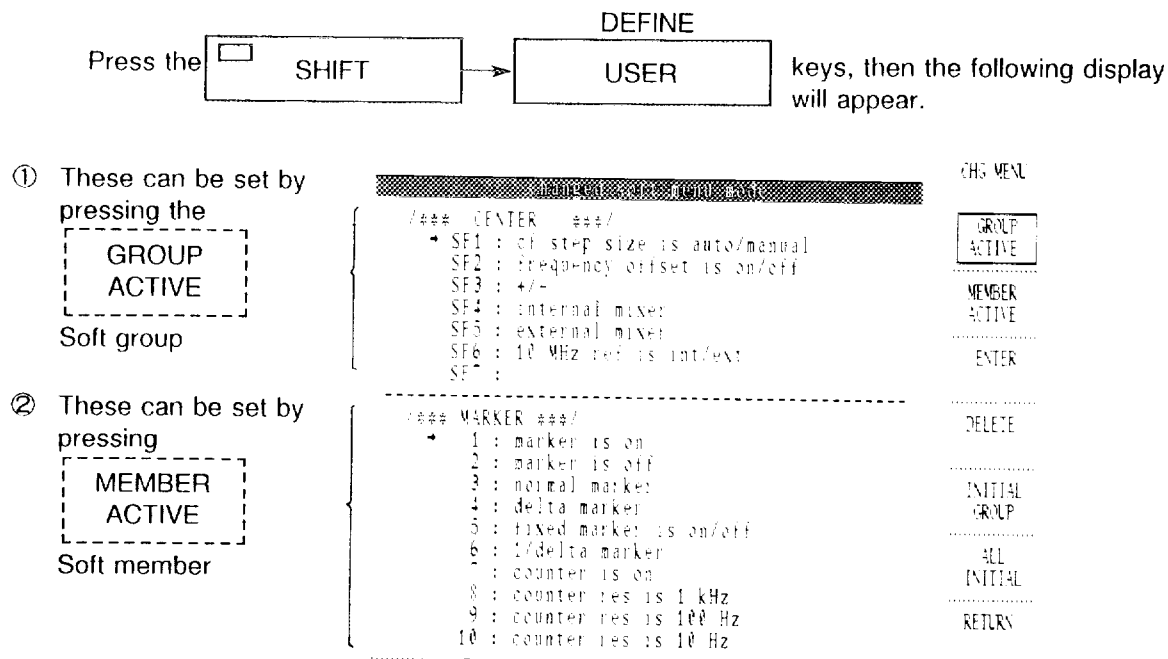 DEFINE
Press the SHIFT USER keys, then the following display
will appear.
① These can be set by
pressing the
GROUP
ACTIVE
Soft group
② These can be set by
pressing
MEMBER
ACTIVE
Soft member
Changed soft menu mode
/*** CENTER ***/
SF1 : cf step size is auto/manual
SF2 : frequency offset is on/off
SF3 : +/-
SF4 : internal mixer
SF5 : external mixer
SF6 : 10 MHz ref is int/ext
SF7 :
/*** MARKER ***/
1 : marker is on
2 : marker is off
3 : normal marker
4 : delta marker
5 : fixed marker is on/off
6 : 1/delta marker
7 : counter is on
8 : counter res is 1 kHz
9 : counter res is 100 Hz
10 : counter res is 10 Hz
CHG MENU
GROUP
ACTIVE
MEMBER
ACTIVE
ENTER
DELETE
INITIAL
GROUP
ALL
INITIAL
RETURN